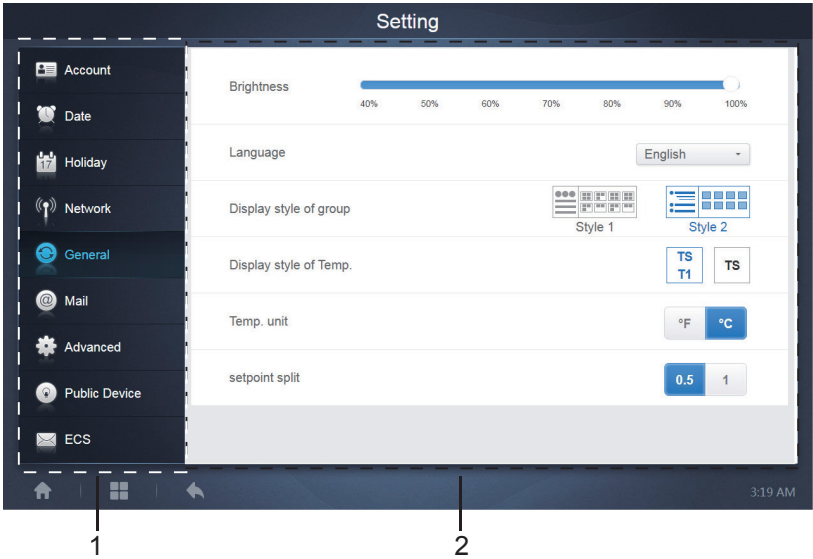 Setting
Account
Date
17
Holiday
Network
General
@
Mail
Advanced
Public Device
ECS
Brightness
40% 50% 60% 70% 80% 90% 100%
Language
English
Display style of group
Style 1 Style 2
Display style of Temp.
TS
T1
TS
Temp. unit
°F °C
setpoint split
0.5 1
3:19 AM
1 2